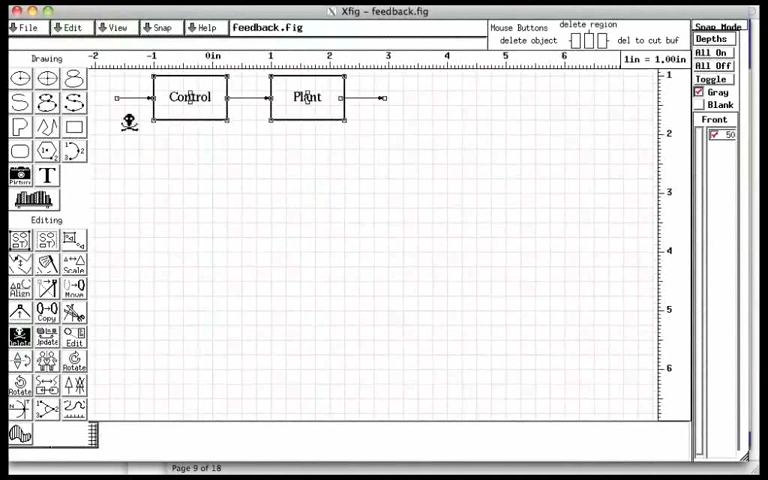 Xfig - feedback.fig
File Edit View Snap Help feedback.fig
Mouse Buttons
delete region
delete object del to cut buf
Snap Mode
Depths
All On
All Off
Toggle
Gray
Blank
Front
50
Drawing
-2 -1 0in 1 2 3 4 5 6
1in = 1.00in
1
2
3
4
5
6
Control
Plant
Picture
T
Editing
Scale
Align
Move
Copy
Delete
Update
Edit
Rotate
Rotate
Page 9 of 18